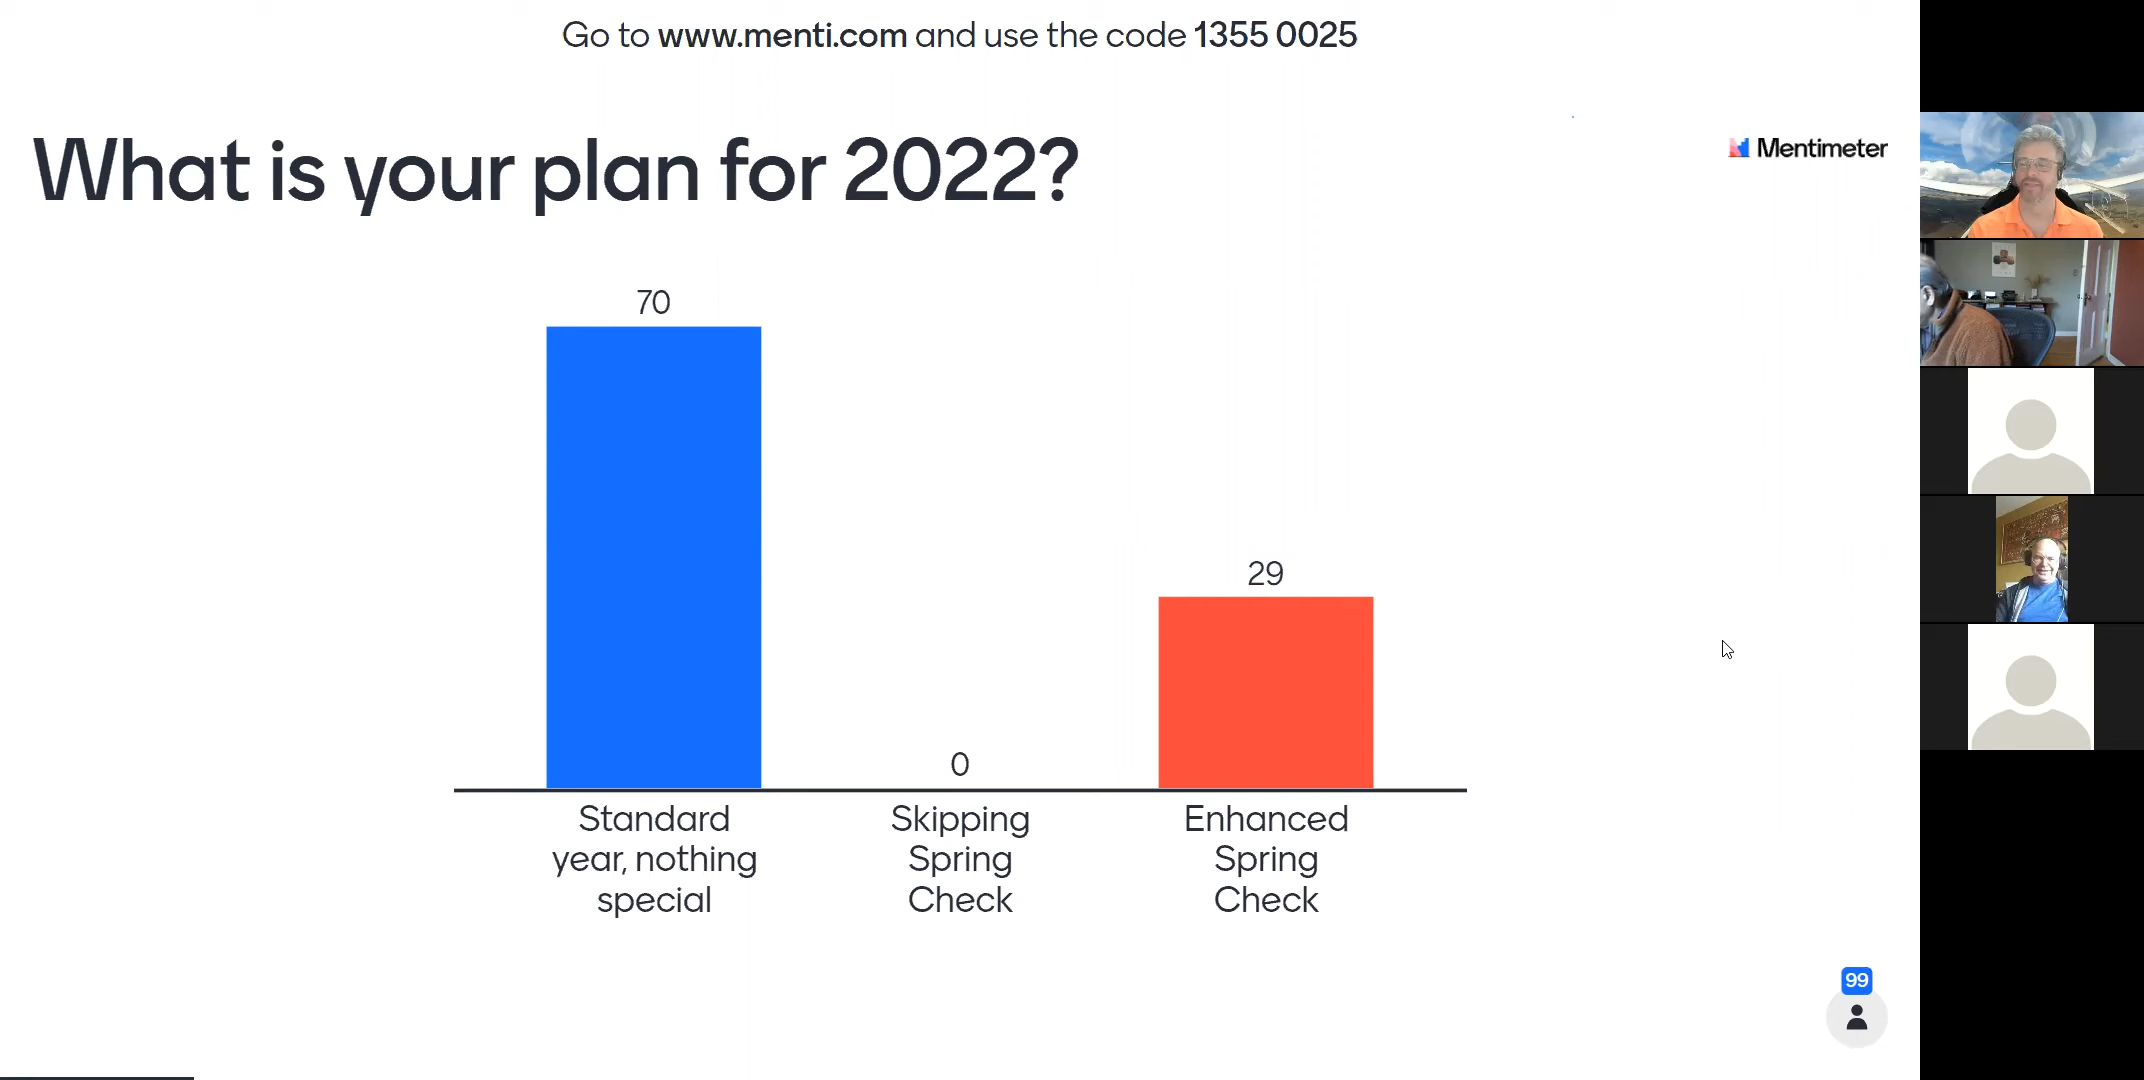 Go to www.menti.com and use the code 1355 0025
What is your plan for 2022?
Mentimeter
70
0
29
Standard
year, nothing
special
Skipping
Spring
Check
Enhanced
Spring
Check
99